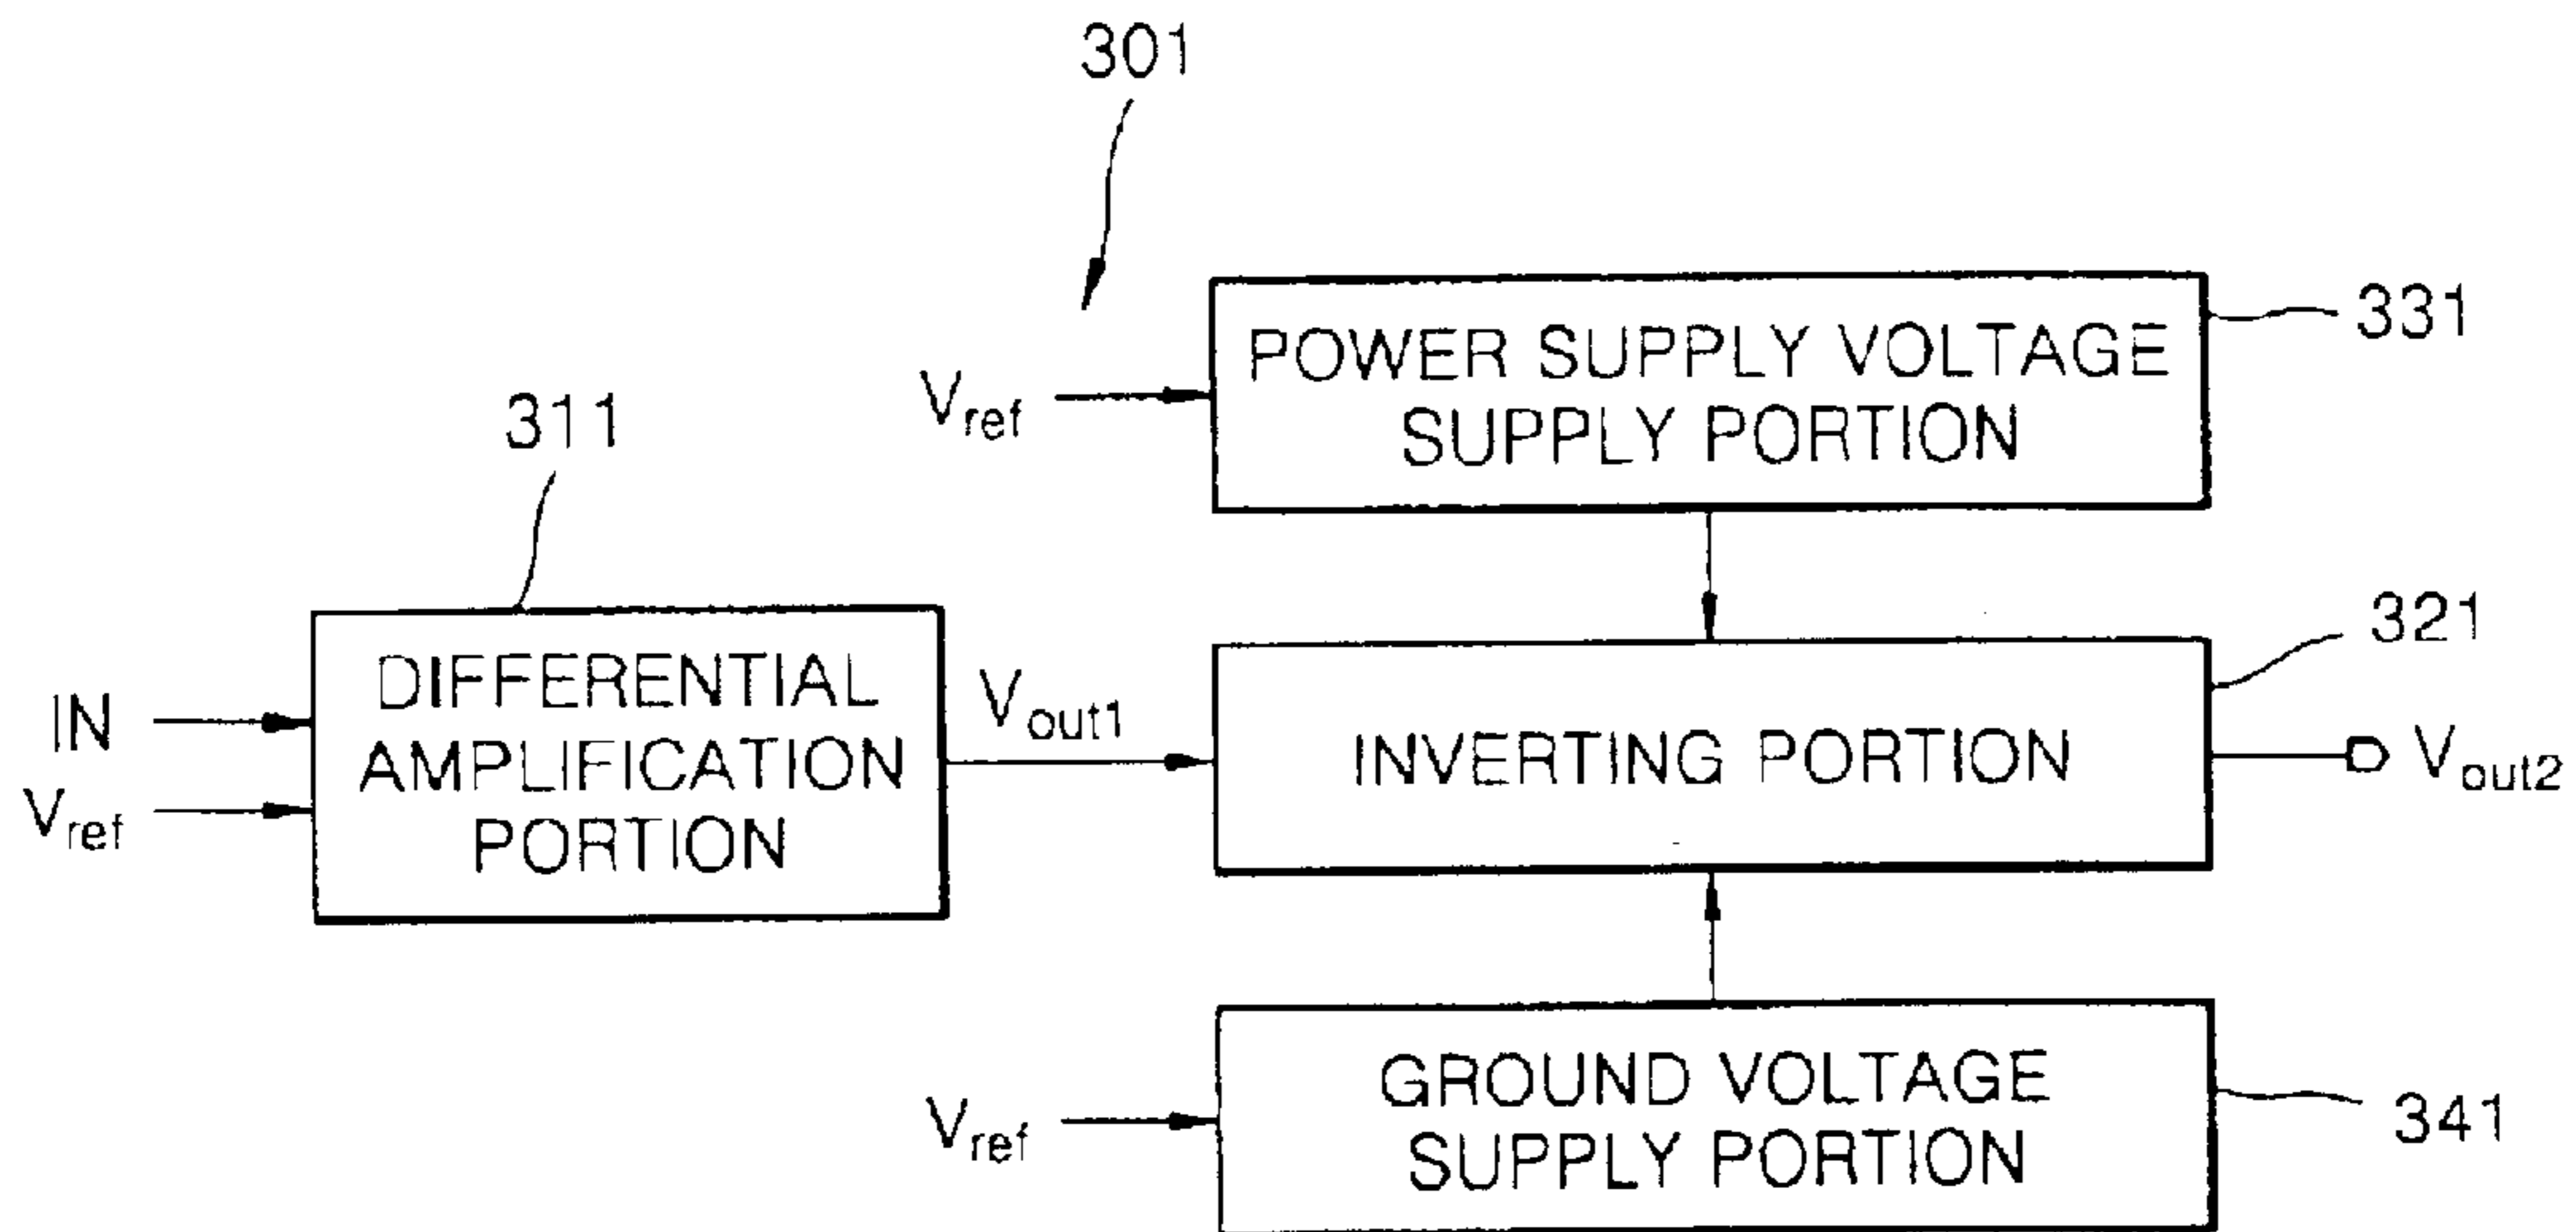 301
331
POWER SUPPLY VOLTAGE
SUPPLY PORTION
Vref
311
321
DIFFERENTIAL
AMPLIFICATION
PORTION
IN
Vref
Vout1
INVERTING PORTION
Vout2
GROUND VOLTAGE
SUPPLY PORTION
Vref
341